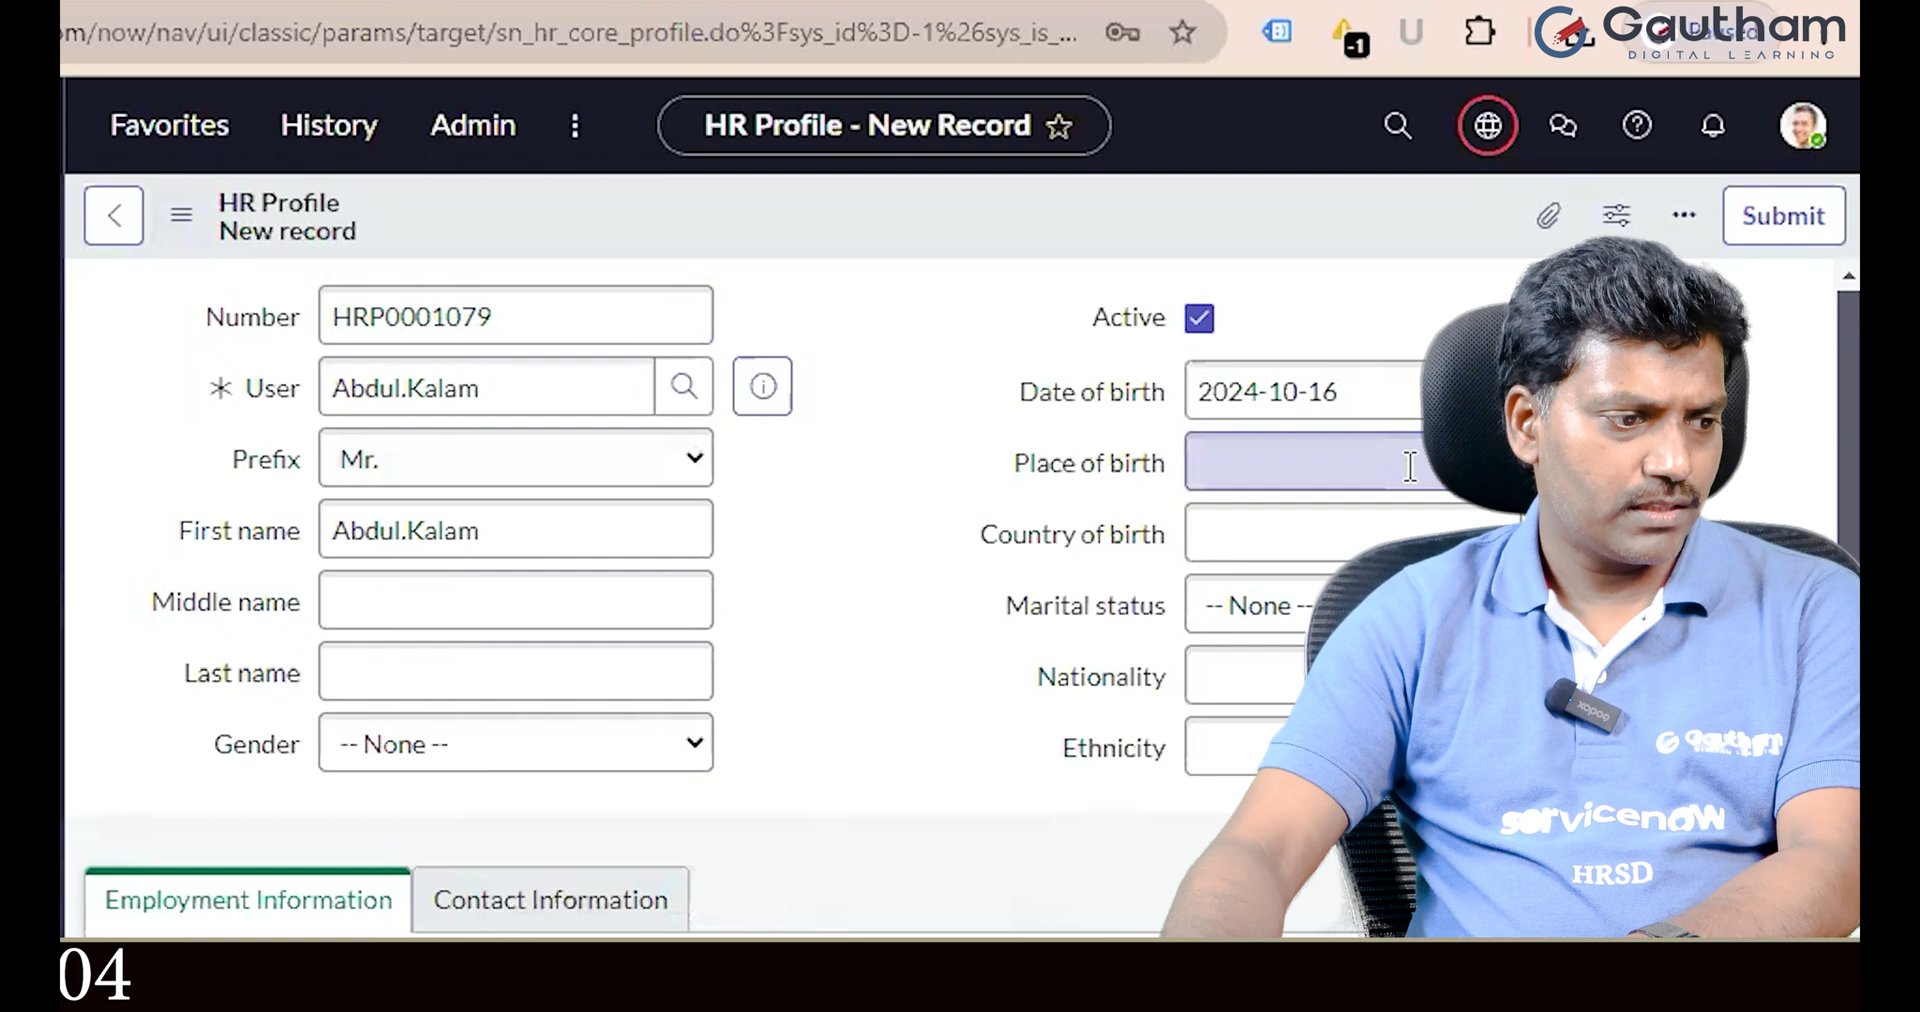 om/now/nav/ui/classic/params/target/sn_hr_core_profile.do%3Fsys_id%3D-1%26sys_is_...
-1
U
Gautham
DIGITAL LEARNING
Favorites
History
Admin
HR Profile - New Record
HR Profile
New record
Submit
Number
HRP0001079
Active
* User
Abdul.Kalam
Date of birth
2024-10-16
Prefix
Mr.
Place of birth
First name
Abdul.Kalam
Country of birth
Middle name
Marital status
-- None --
Last name
Nationality
Gender
-- None --
Ethnicity
Employment Information
Contact Information
Gautham
servicenow
HRSD
04